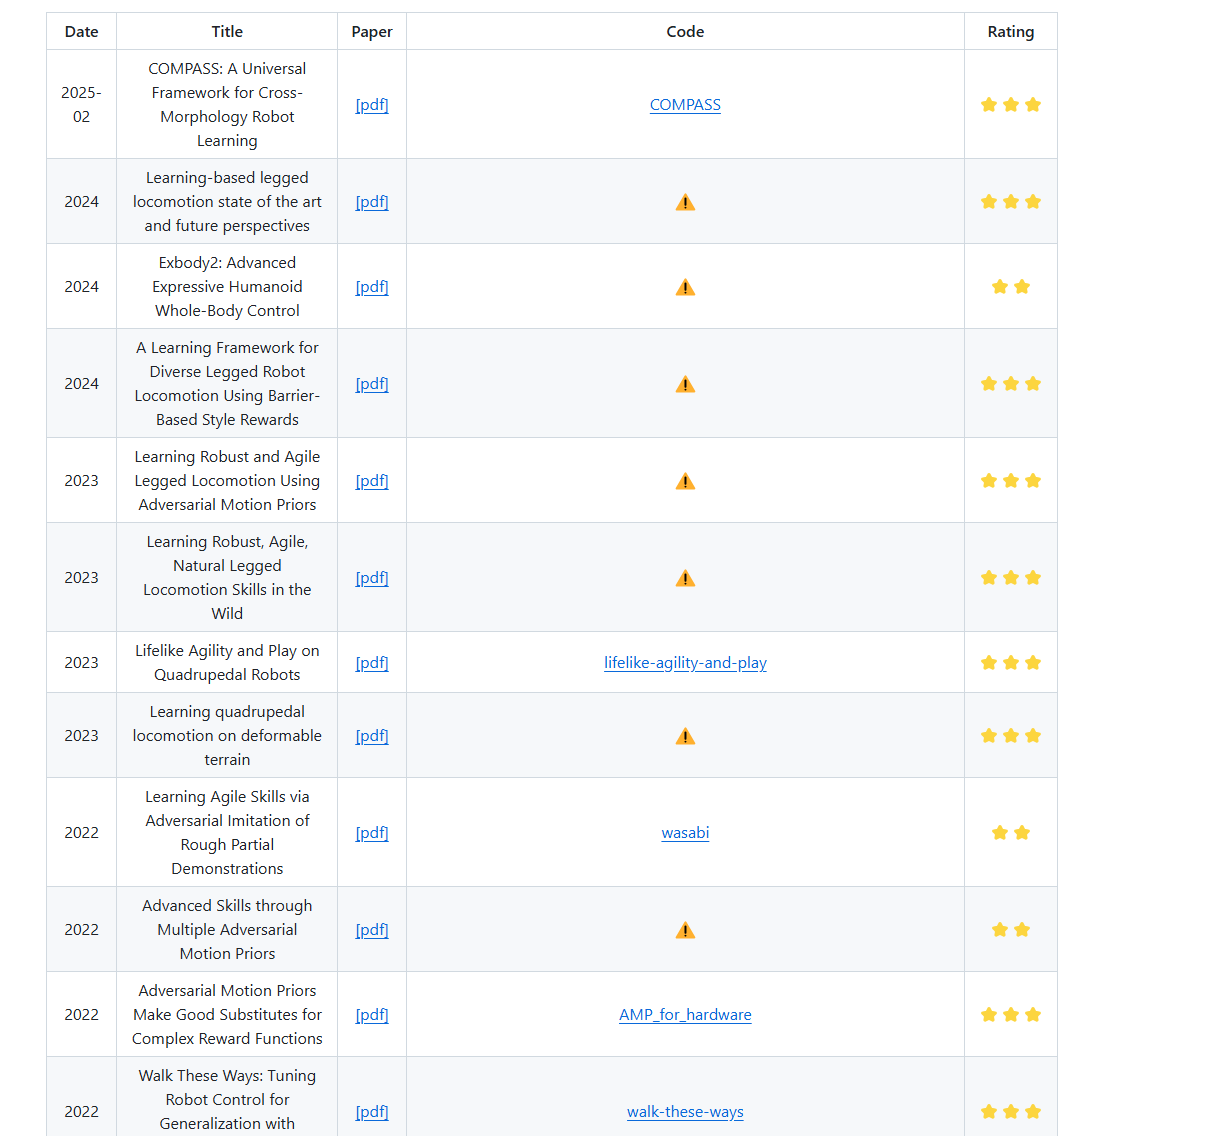 Date Title Paper Code Rating
COMPASS: A Universal
2025- Framework for Cross-
[pdf] COMPASS
02 Morphology Robot
Learning
Learning-based legged
2024 locomotion state of the art [pdf]
and future perspectives
Exbody2: Advanced
2024 Expressive Humanoid [pdf]
Whole-Body Control
A Learning Framework for
Diverse Legged Robot
2024 [pdf]
Locomotion Using Barrier-
Based Style Rewards
Learning Robust and Agile
2023 Legged Locomotion Using [pdf]
Adversarial Motion Priors
Learning Robust, Agile,
Natural Legged
2023 [pdf]
Locomotion Skills in the
Wild
Lifelike Agility and Play on
2023 [pdf] lifelike-agility-and-play
Quadrupedal Robots
Learning quadrupedal
2023 locomotion on deformable [pdf]
terrain
Learning Agile Skills via
Adversarial Imitation of
2022 [pdf] wasabi
Rough Partial
Demonstrations
Advanced Skills through
2022 Multiple Adversarial [pdf]
Motion Priors
Adversarial Motion Priors
2022 Make Good Substitutes for [pdf] AMP_for_hardware
Complex Reward Functions
Walk These Ways: Tuning
Robot Control for
2022 [pdf] walk-these-ways
Generalization with